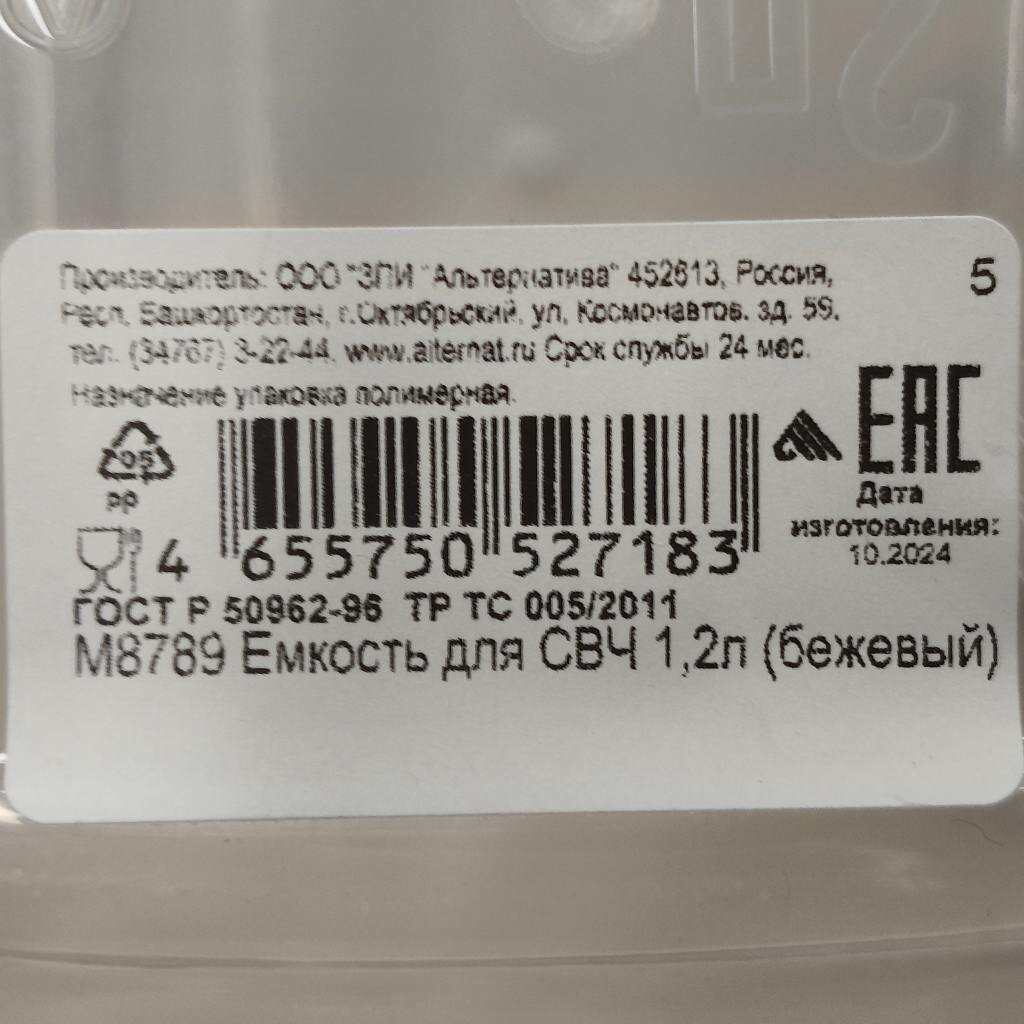 Производитель: ООО "ЗПИ "Альтернатива" 452613, Россия,
Респ. Башкортостан, г.Октябрьский, ул. Космонавтов, зд. 59,
тел. (34767) 3-22-44, www.alternat.ru Срок службы 24 мес.
Назначение упаковка полимерная.
5
EAC
05
PP
Дата
изготовления:
10.2024
4 655750 527183
ГОСТ Р 50962-96 ТР ТС 005/2011
М8789 Емкость для СВЧ 1,2л (бежевый)